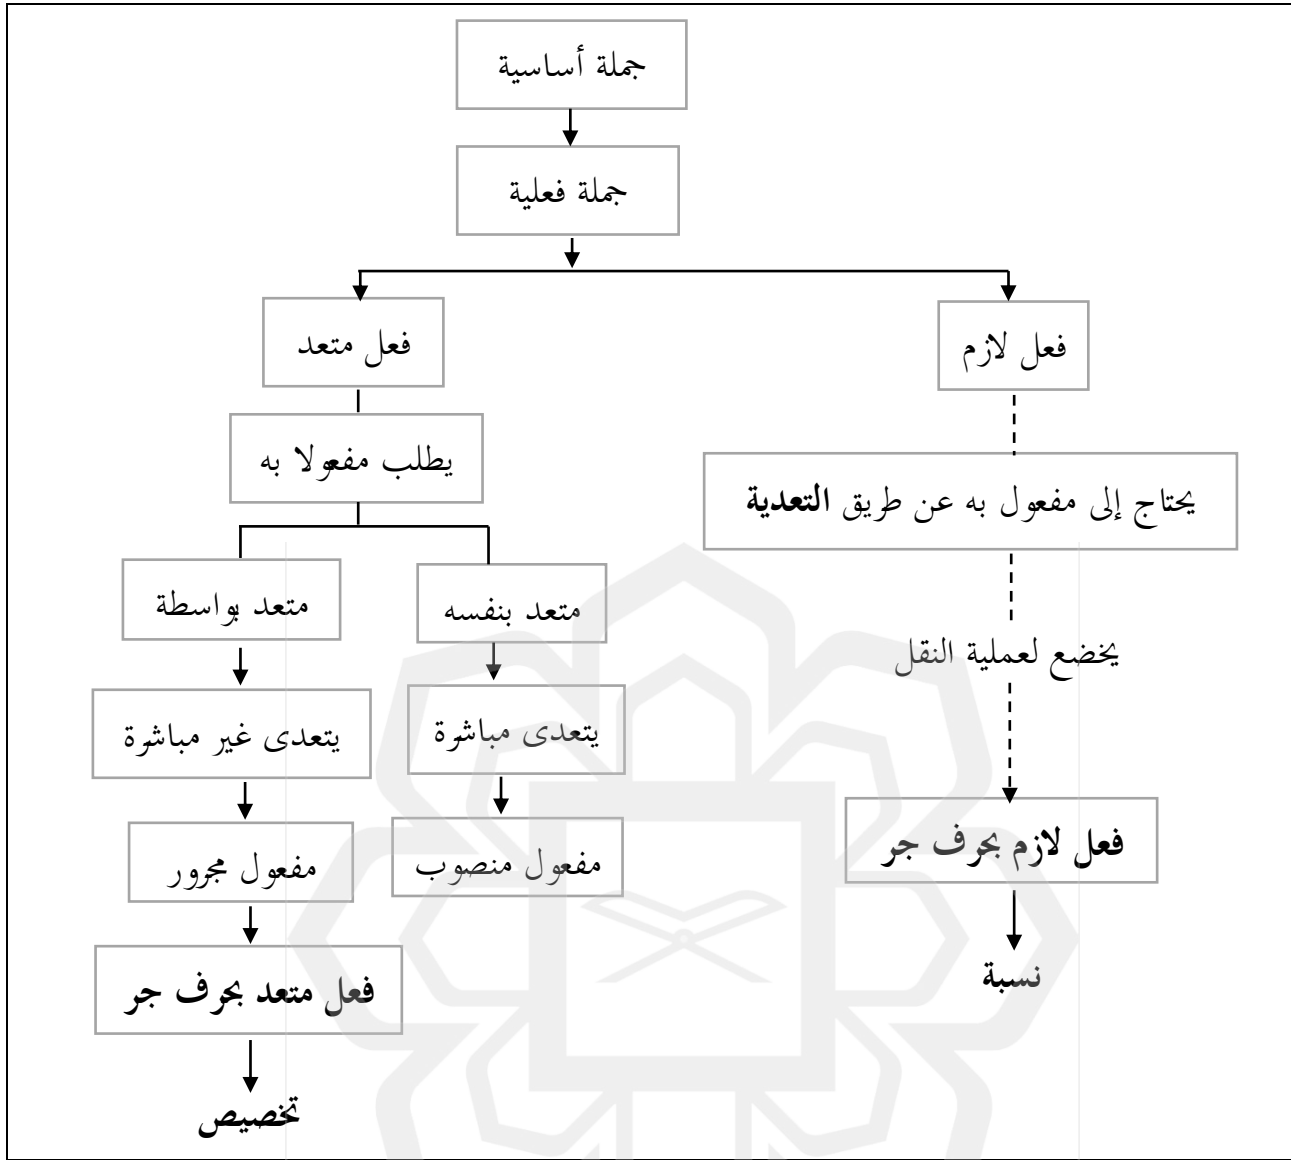 جملة أساسية
جملة فعلية
فعل لازم
فعل متعد
يطلب مفعولا به
يحتاج إلى مفعول به عن طريق التعدية
متعد بنفسه
متعد بواسطة
يخضع لعملية النقل
يتعدى مباشرة
يتعدى غير مباشرة
فعل لازم بحرف جر
مفعول منصوب
مفعول مجرور
نسبة
فعل متعد بحرف جر
تخصيص